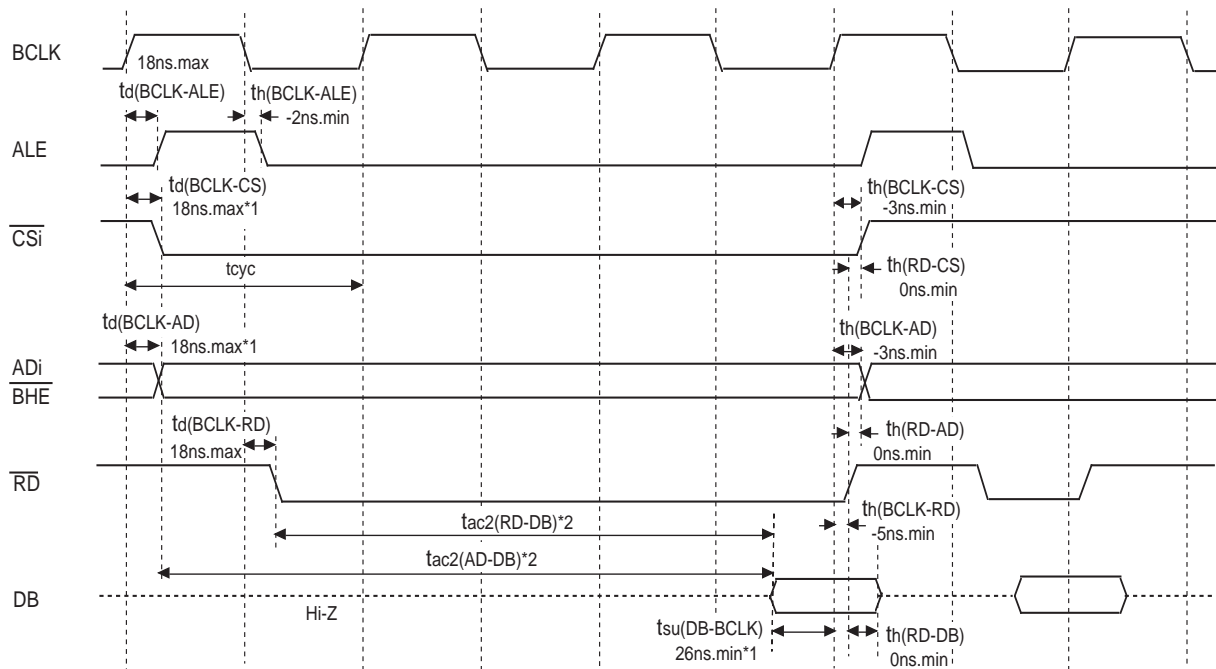 BCLK
18ns.max
td(BCLK-ALE)
th(BCLK-ALE)
-2ns.min
ALE
td(BCLK-CS)
18ns.max*1
th(BCLK-CS)
-3ns.min
CSi
tcyc
th(RD-CS)
0ns.min
td(BCLK-AD)
18ns.max*1
th(BCLK-AD)
-3ns.min
ADi
BHE
td(BCLK-RD)
18ns.max
th(RD-AD)
0ns.min
RD
tac2(RD-DB)*2
th(BCLK-RD)
-5ns.min
tac2(AD-DB)*2
DB
Hi-Z
tsu(DB-BCLK)
26ns.min*1
th(RD-DB)
0ns.min